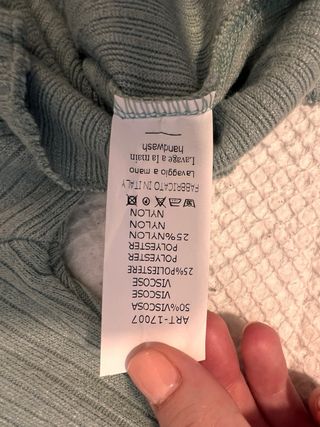 ART-17007
50%VISCOSA
VISCOSE
VISCOSE
25%POLIESTERE
POLYESTER
POLYESTER
25%NYLON
NYLON
NYLON
FABBRICATO IN ITALY
Lavaggio a mano
Lavage a la main
handwash